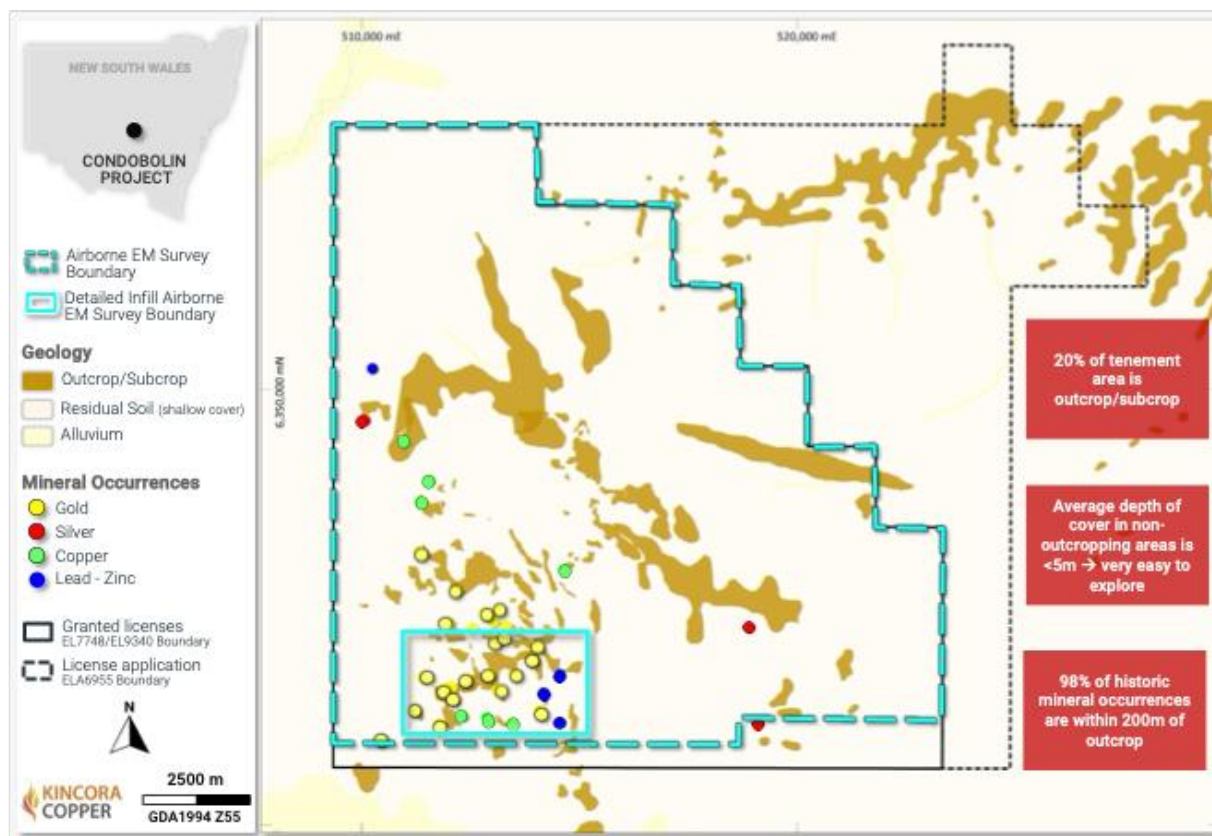 NEW SOUTH WALES
CONDOBOLIN
PROJECT
Airborne EM Survey
Boundary
Detailed Infill Airborne
EM Survey Boundary
Geology
Outcrop/Subcrop
Residual Soil (shallow cover)
Alluvium
Mineral Occurrences
Gold
Silver
Copper
Lead - Zinc
Granted licenses
EL7748/EL9340 Boundary
License application
ELA6955 Boundary
N
KINCORA
COPPER
2500 m
GDA1994 Z55
510,000 mE
520,000 mE
6,350,000 mN
20% of tenement
area is
outcrop/subcrop
Average depth of
cover in non-
outcropping areas is
<5m → very easy to
explore
98% of historic
mineral occurrences
are within 200m of
outcrop